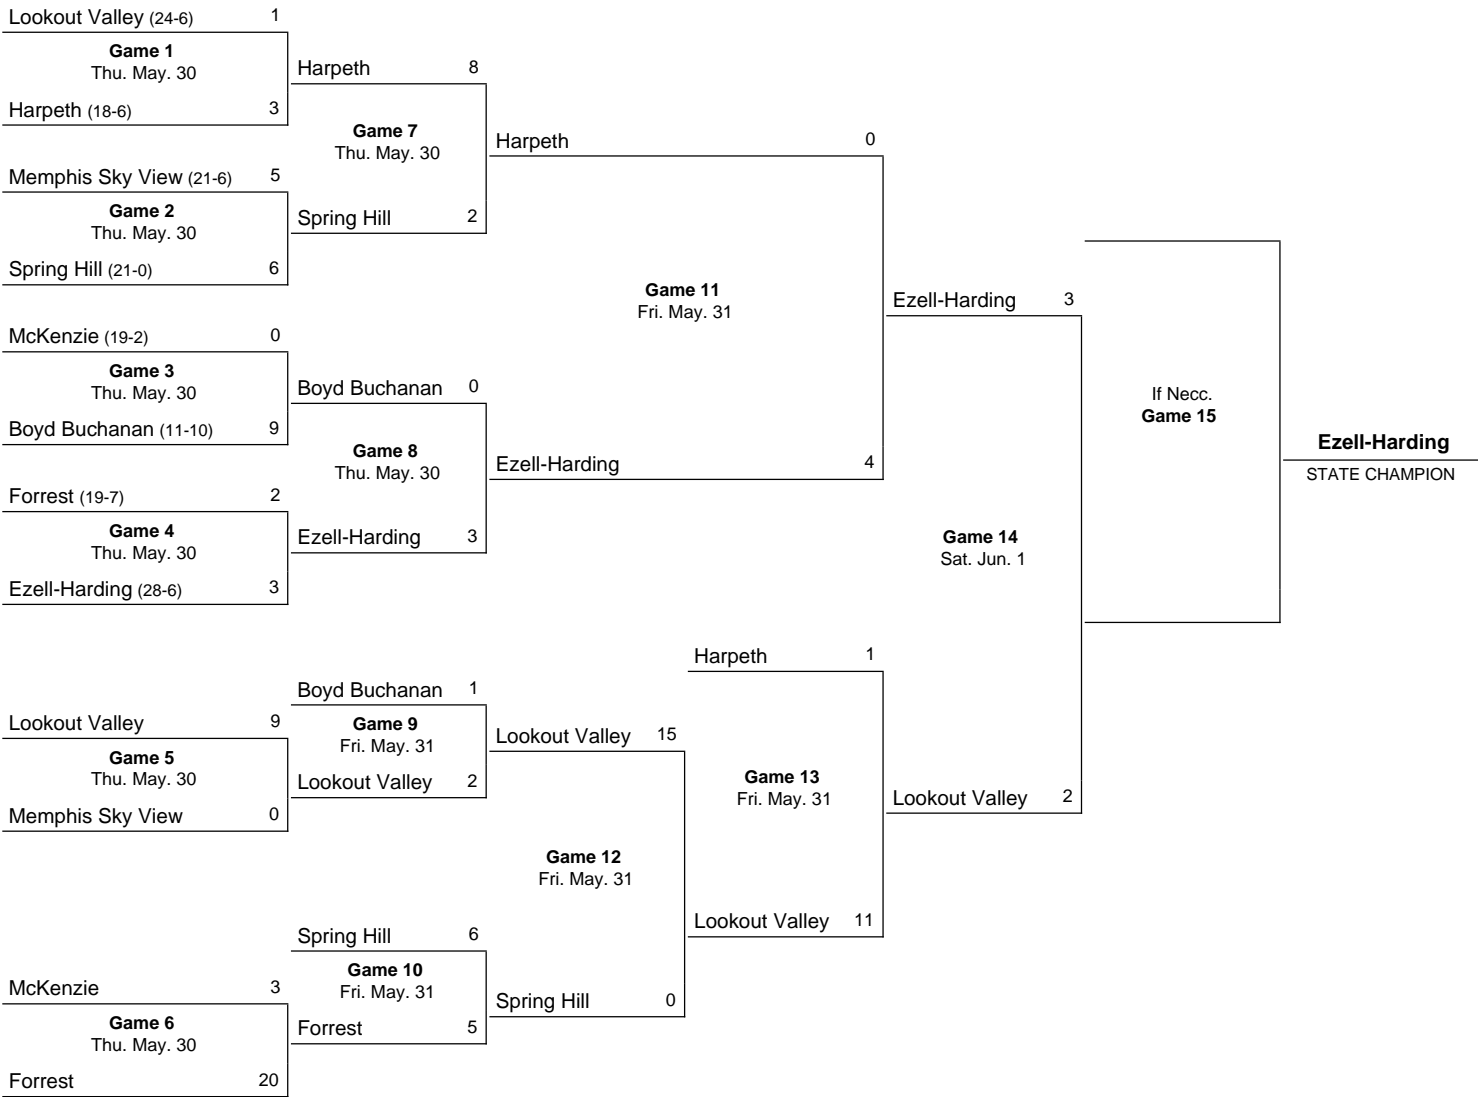 Lookout Valley (24-6) 1
Game 1
Thu. May. 30
Harpeth (18-6) 3
Memphis Sky View (21-6) 5
Game 2
Thu. May. 30
Spring Hill (21-0) 6
McKenzie (19-2) 0
Game 3
Thu. May. 30
Boyd Buchanan (11-10) 9
Forrest (19-7) 2
Game 4
Thu. May. 30
Ezell-Harding (28-6) 3
Lookout Valley 9
Game 5
Thu. May. 30
Memphis Sky View 0
McKenzie 3
Game 6
Thu. May. 30
Forrest 20
Harpeth 8
Game 7
Thu. May. 30
Spring Hill 2
Boyd Buchanan 0
Game 8
Thu. May. 30
Ezell-Harding 3
Boyd Buchanan 1
Game 9
Fri. May. 31
Lookout Valley 2
Spring Hill 6
Game 10
Fri. May. 31
Forrest 5
Harpeth 0
Game 11
Fri. May. 31
Ezell-Harding 4
Lookout Valley 15
Game 12
Fri. May. 31
Spring Hill 0
Harpeth 1
Game 13
Fri. May. 31
Lookout Valley 11
Ezell-Harding 3
Game 14
Sat. Jun. 1
Lookout Valley 2
If Necc.
Game 15
Ezell-Harding
STATE CHAMPION